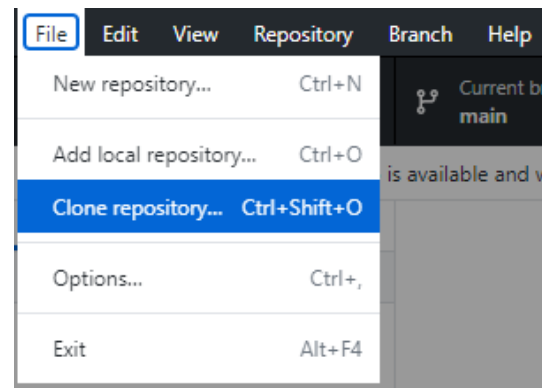 File Edit View Repository Branch Help
New repository... Ctrl+N
Current
main
Add local repository... Ctrl+O
is available and
Clone repository... Ctrl+Shift+O
Options... Ctrl+,
Exit Alt+F4